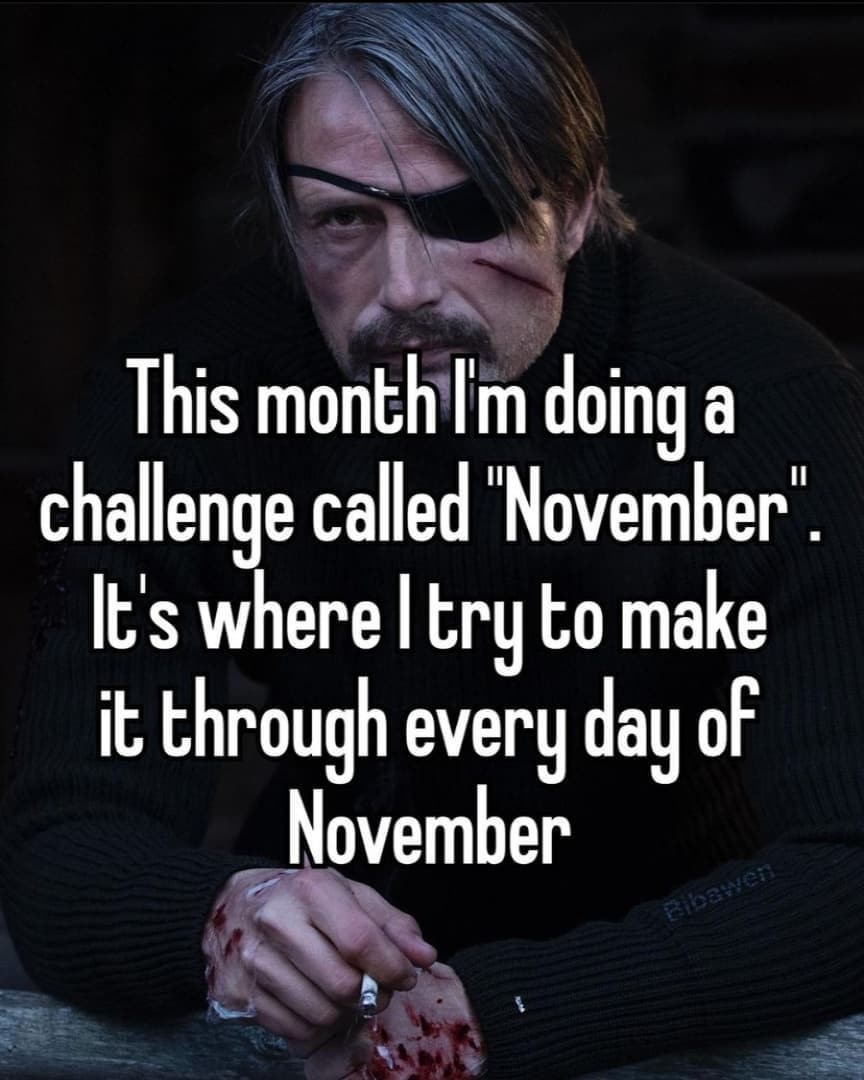 This month I'm doing a
challenge called "November".
It's where I try to make
it through every day of
November
Bibawen